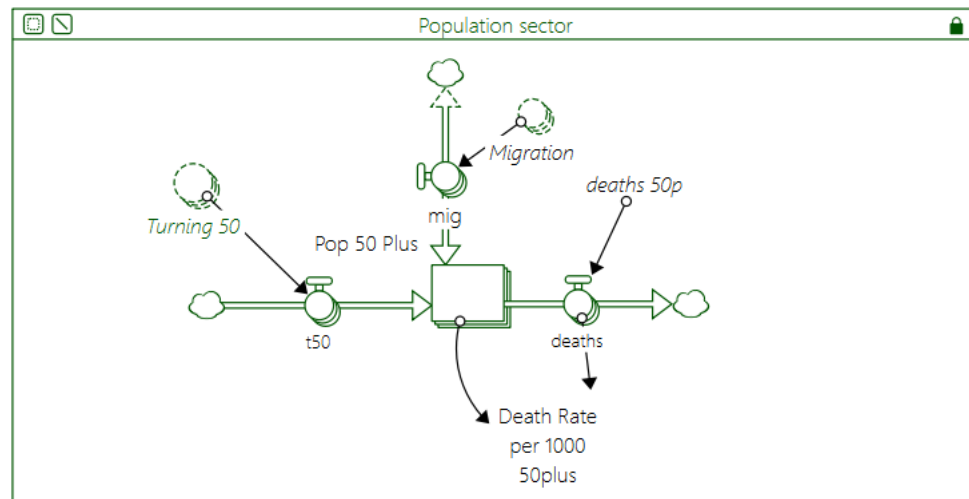 Population sector
Migration
deaths 50p
Turning 50
mig
Pop 50 Plus
t50
deaths
Death Rate
per 1000
50plus